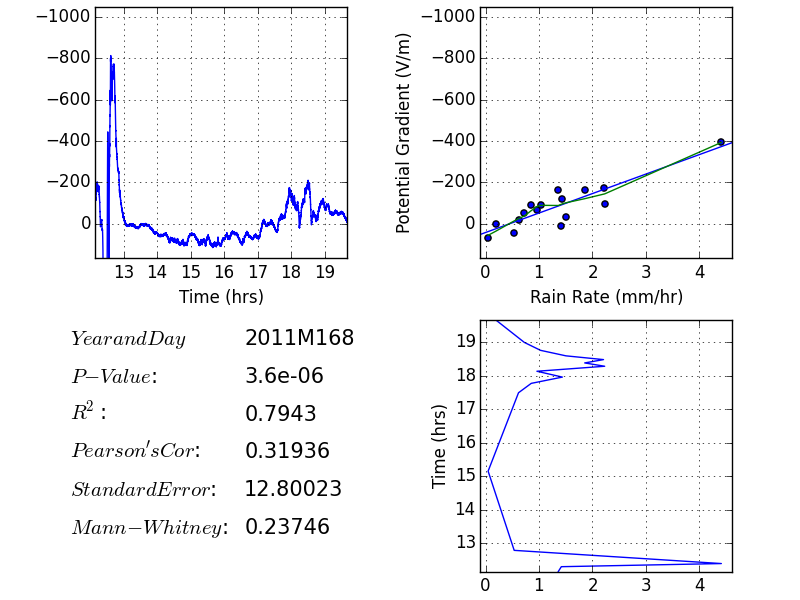 −1000
−800
−600
−400
−200
0
13 14 15 16 17 18 19
Time (hrs)
Potential Gradient (V/m)
−1000
−800
−600
−400
−200
0
0 1 2 3 4
Rain Rate (mm/hr)
YearandDay 2011M168
P−Value: 3.6e-06
R²: 0.7943
Pearson'sCor: 0.31936
StandardError: 12.80023
Mann−Whitney: 0.23746
Time (hrs)
19
18
17
16
15
14
13
0 1 2 3 4